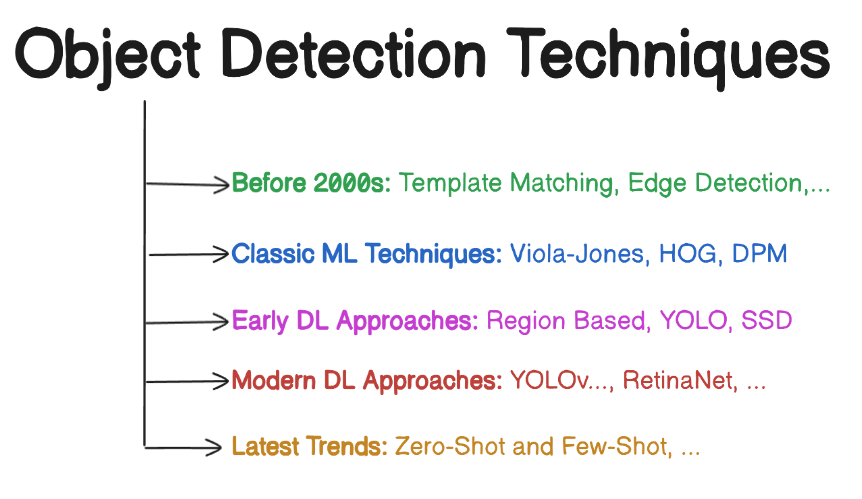 Object Detection Techniques
Before 2000s: Template Matching, Edge Detection,...
Classic ML Techniques: Viola-Jones, HOG, DPM
Early DL Approaches: Region Based, YOLO, SSD
Modern DL Approaches: YOLOv..., RetinaNet, ...
Latest Trends: Zero-Shot and Few-Shot, ...